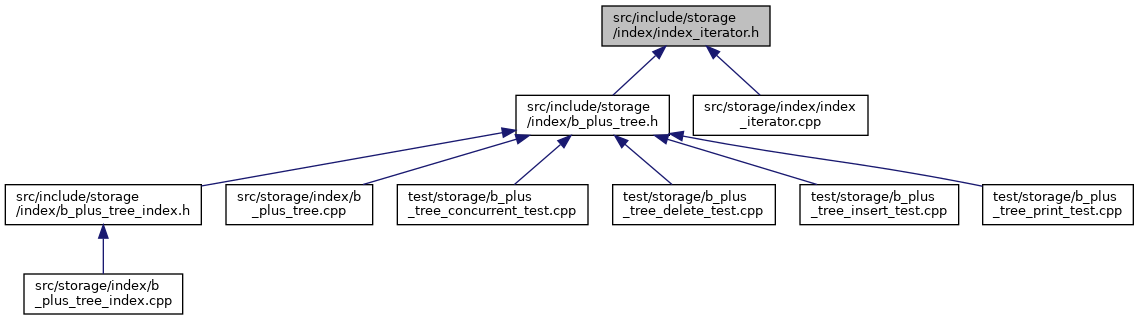 src/include/storage
/index/index_iterator.h
src/include/storage
/index/b_plus_tree.h
src/storage/index/index
_iterator.cpp
src/include/storage
/index/b_plus_tree_index.h
src/storage/index/b
_plus_tree.cpp
test/storage/b_plus
_tree_concurrent_test.cpp
test/storage/b_plus
_tree_delete_test.cpp
test/storage/b_plus
_tree_insert_test.cpp
test/storage/b_plus
_tree_print_test.cpp
src/storage/index/b
_plus_tree_index.cpp